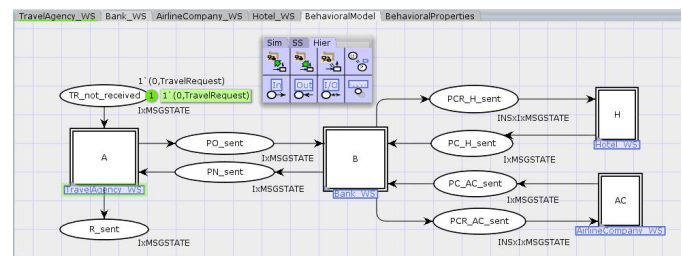 TravelAgency_WS Bank_WS AirlineCompany_WS Hotel_WS BehavioralModel BehavioralProperties
Sim SS Hier
In Out I/O
1`(0,TravelRequest)
TR_not_received 1 1`(0,TravelRequest)
IxMSGSTATE
PCR_H_sent
INSxIxMSGSTATE
H
Hotel_WS
A
TravelAgency_WS
PO_sent
IxMSGSTATE
PN_sent
IxMSGSTATE
B
Bank_WS
PC_H_sent
IxMSGSTATE
PC_AC_sent
IxMSGSTATE
AC
AirlineCompany_WS
PCR_AC_sent
INSxIxMSGSTATE
R_sent
IxMSGSTATE